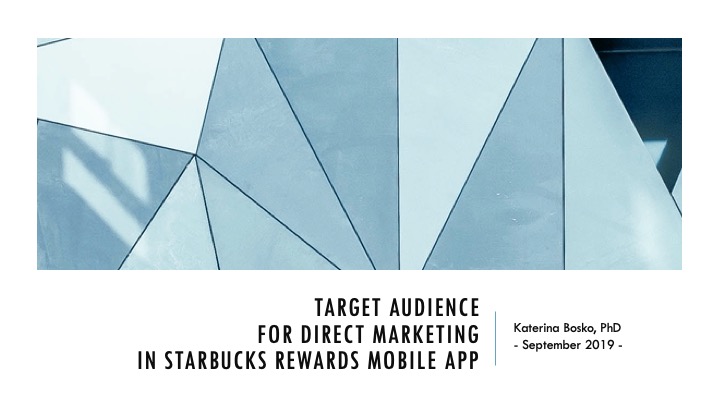 TARGET AUDIENCE
FOR DIRECT MARKETING
IN STARBUCKS REWARDS MOBILE APP
Katerina Bosko, PhD
- September 2019 -